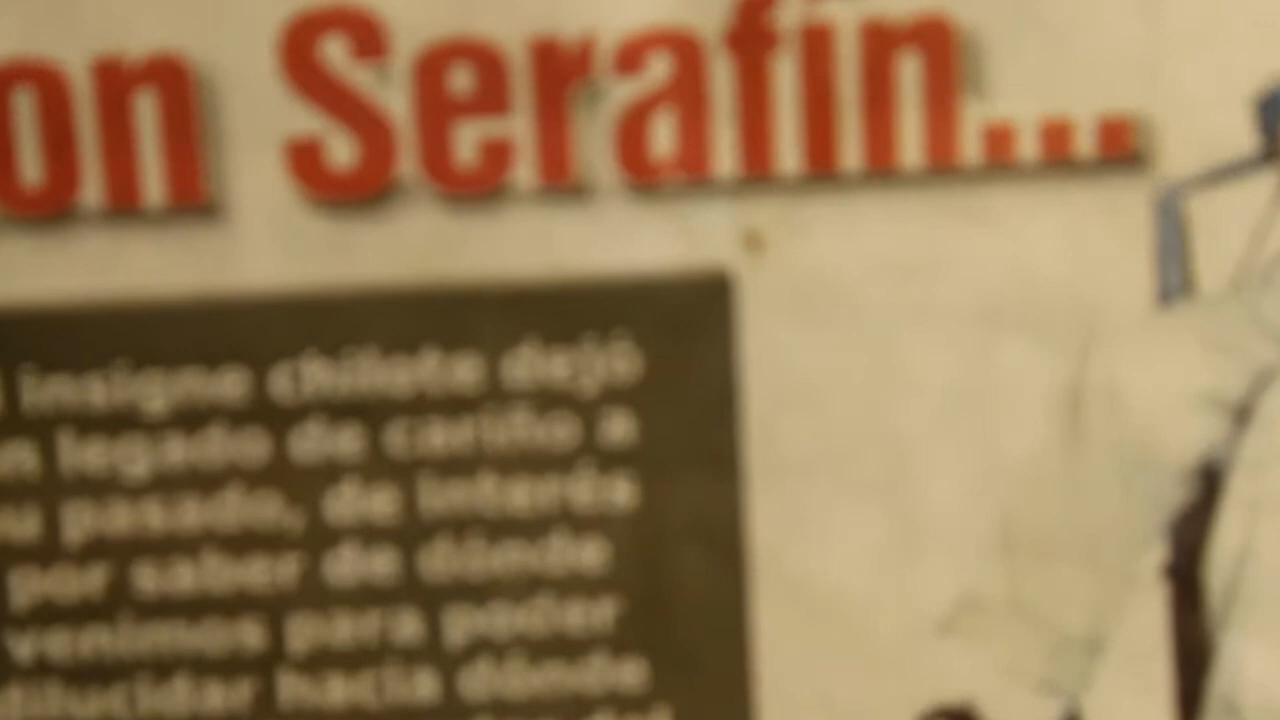 on Serafín...
insigne chilote dejó
n legado de cariño a
u pasado, de interés
por saber de dónde
venimos para poder
dilucidar hacia dónde